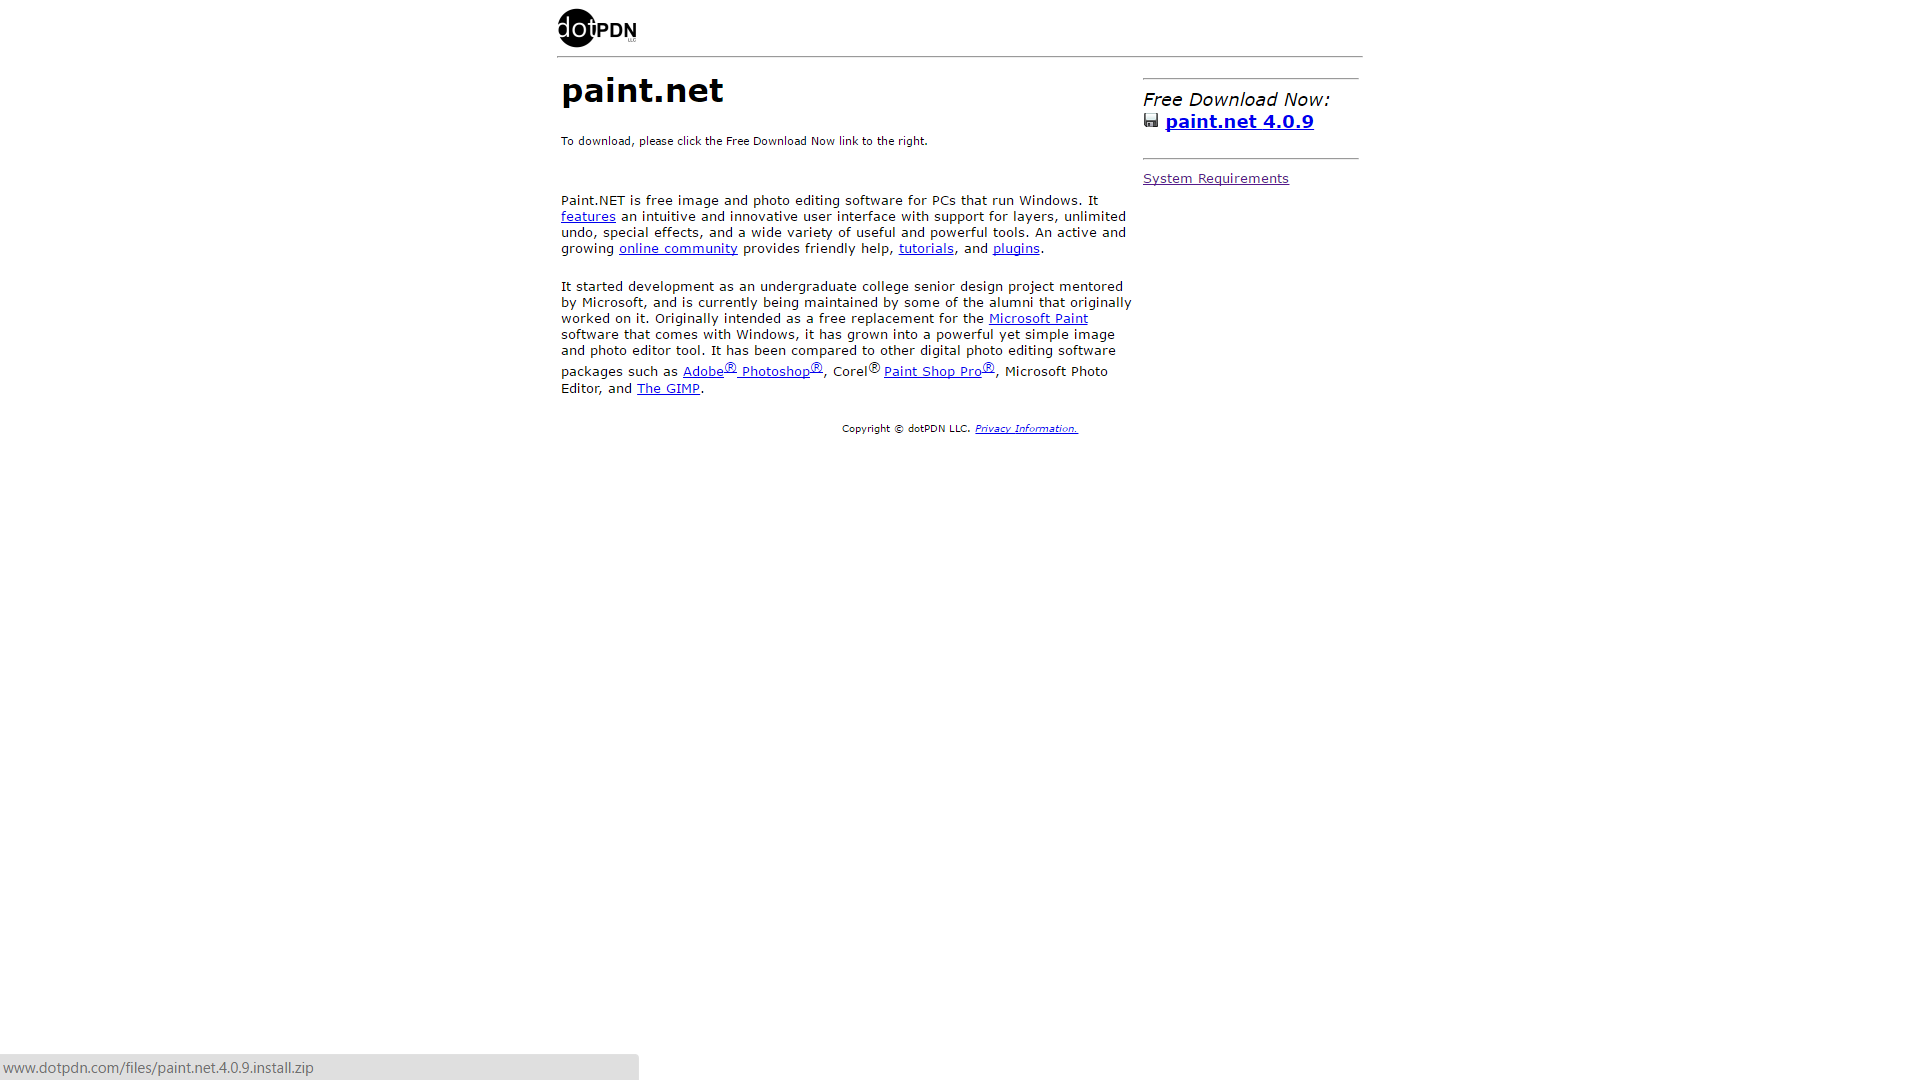 dotPDN
LLC
paint.net
To download, please click the Free Download Now link to the right.
Free Download Now:
paint.net 4.0.9
System Requirements
Paint.NET is free image and photo editing software for PCs that run Windows. It
features an intuitive and innovative user interface with support for layers, unlimited
undo, special effects, and a wide variety of useful and powerful tools. An active and
growing online community provides friendly help, tutorials, and plugins.
It started development as an undergraduate college senior design project mentored
by Microsoft, and is currently being maintained by some of the alumni that originally
worked on it. Originally intended as a free replacement for the Microsoft Paint
software that comes with Windows, it has grown into a powerful yet simple image
and photo editor tool. It has been compared to other digital photo editing software
packages such as Adobe® Photoshop®, Corel® Paint Shop Pro®, Microsoft Photo
Editor, and The GIMP.
Copyright © dotPDN LLC. Privacy Information.
www.dotpdn.com/files/paint.net.4.0.9.install.zip